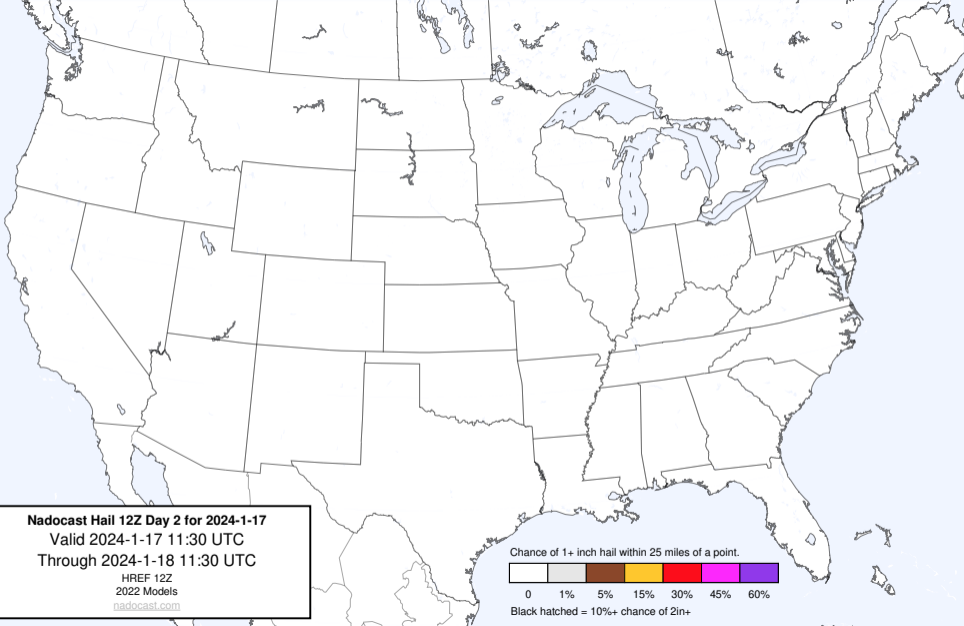 Nadocast Hail 12Z Day 2 for 2024-1-17
Valid 2024-1-17 11:30 UTC
Through 2024-1-18 11:30 UTC
HREF 12Z
2022 Models
nadocast.com
Chance of 1+ inch hail within 25 miles of a point.
0 1% 5% 15% 30% 45% 60%
Black hatched = 10%+ chance of 2in+